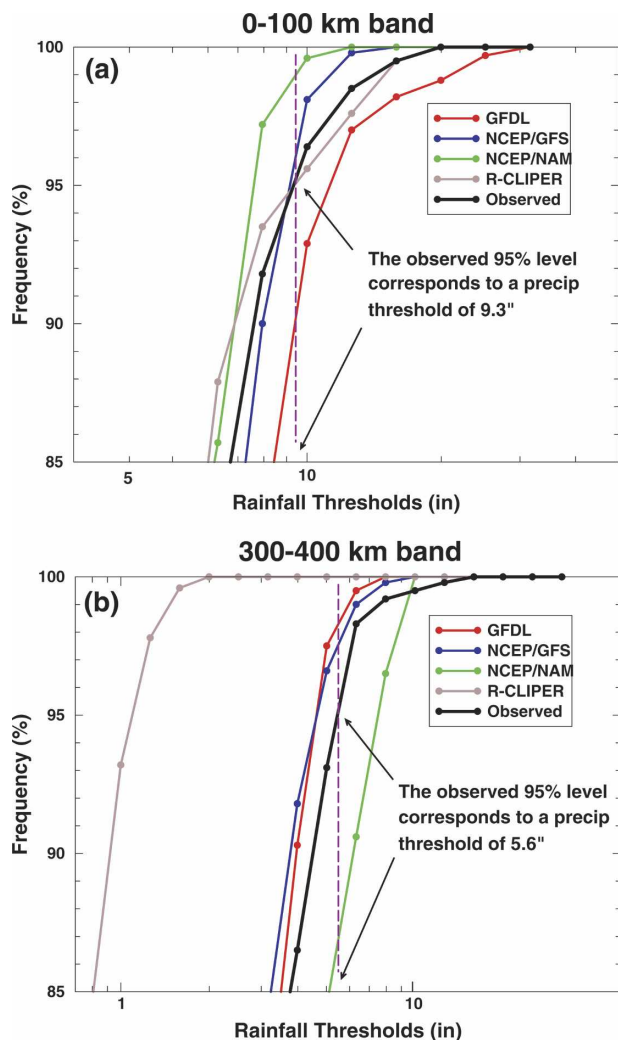 0-100 km band
(a)
100
95
90
85
Frequency (%)
GFDL
NCEP/GFS
NCEP/NAM
R-CLIPER
Observed
The observed 95% level
corresponds to a precip
threshold of 9.3"
5
10
Rainfall Thresholds (in)
300-400 km band
(b)
100
95
90
85
Frequency (%)
GFDL
NCEP/GFS
NCEP/NAM
R-CLIPER
Observed
The observed 95% level
corresponds to a precip
threshold of 5.6"
1
10
Rainfall Thresholds (in)